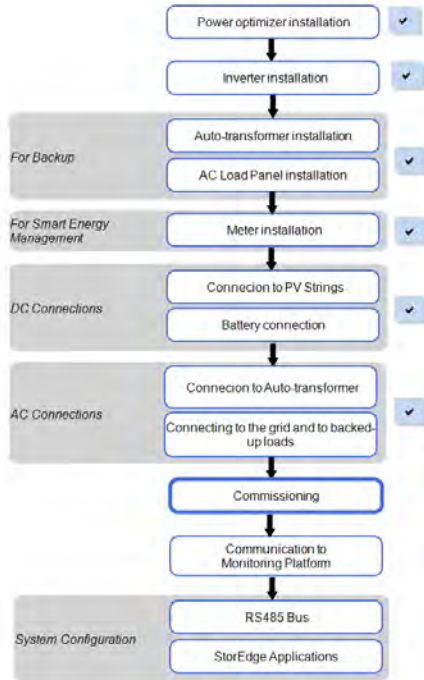 Power optimizer installation
Inverter installation
For Backup
Auto-transformer installation
AC Load Panel installation
For Smart Energy
Management
Meter installation
DC Connections
Connecion to PV Strings
Battery connection
AC Connections
Connecion to Auto-transformer
Connecting to the grid and to backed-
up loads
Commissioning
Communication to
Monitoring Platform
System Configuration
RS485 Bus
StorEdge Applications